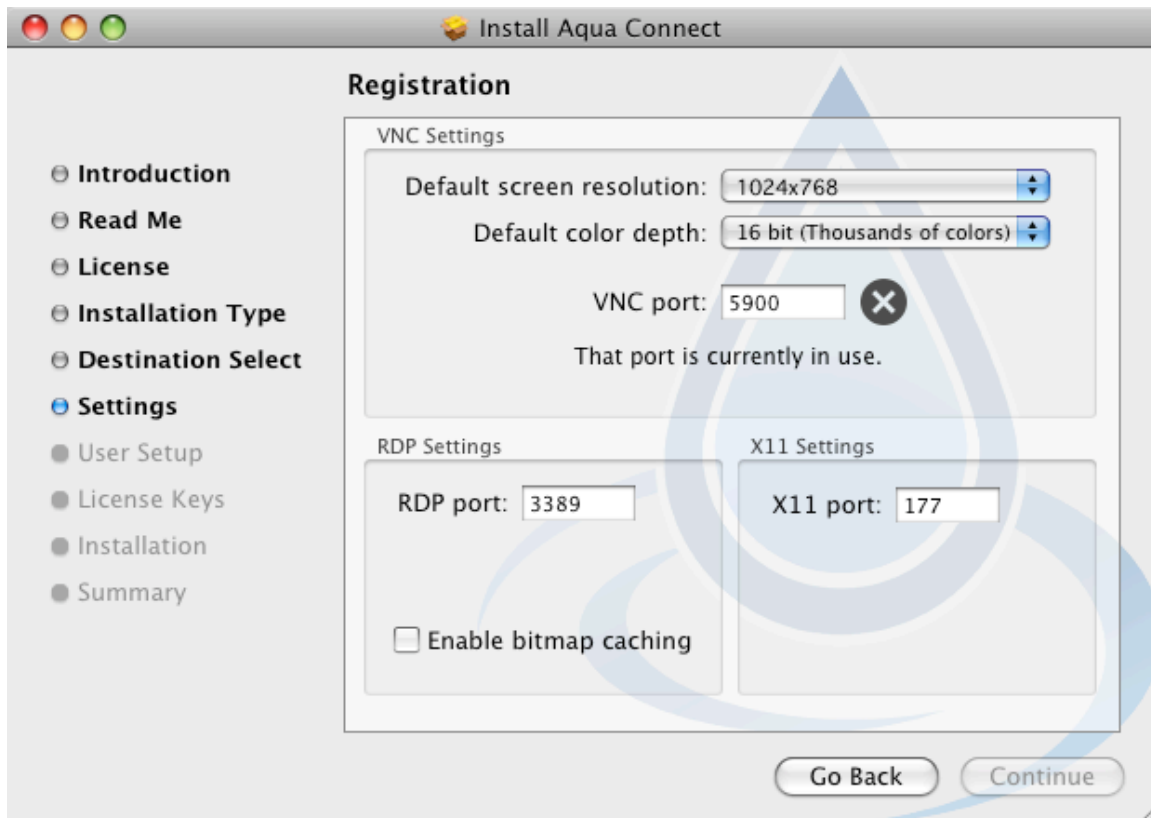 Install Aqua Connect
Registration
Introduction
Read Me
License
Installation Type
Destination Select
Settings
User Setup
License Keys
Installation
Summary
VNC Settings
Default screen resolution: 1024x768
Default color depth: 16 bit (Thousands of colors)
VNC port: 5900
That port is currently in use.
RDP Settings
RDP port: 3389
Enable bitmap caching
X11 Settings
X11 port: 177
Go Back
Continue